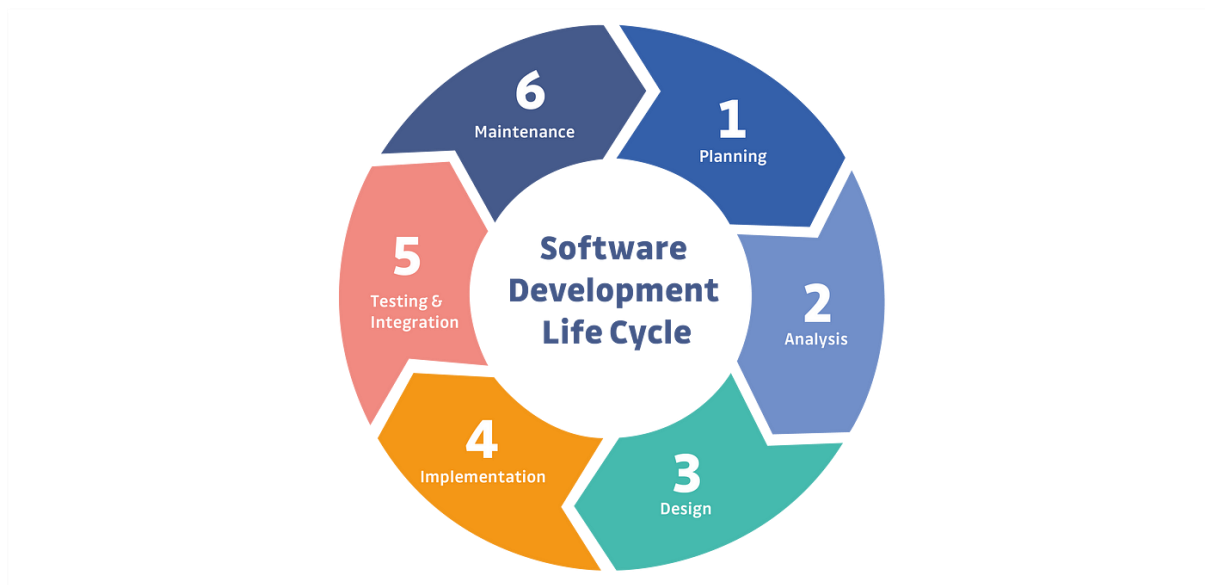 Software
Development
Life Cycle
1
Planning
2
Analysis
3
Design
4
Implementation
5
Testing &
Integration
6
Maintenance